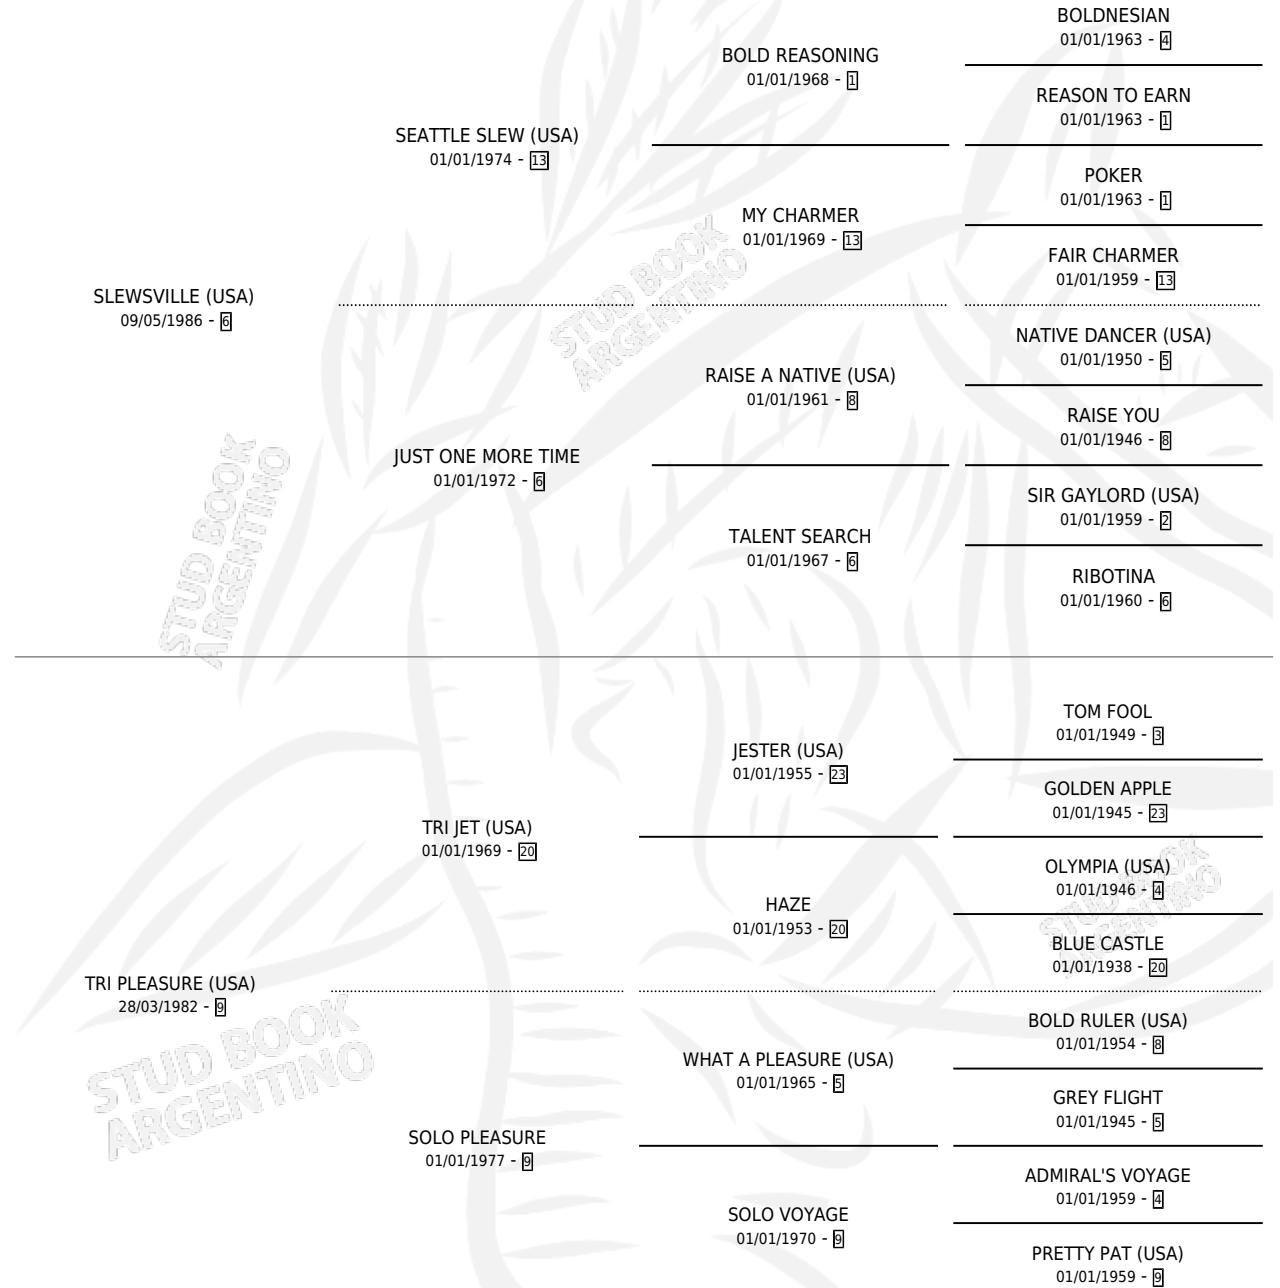 BOLDNESIAN
01/01/1963 - 4
BOLD REASONING
01/01/1968 - 1
REASON TO EARN
01/01/1963 - 1
SEATTLE SLEW (USA)
01/01/1974 - 13
POKER
01/01/1963 - 1
MY CHARMER
01/01/1969 - 13
FAIR CHARMER
01/01/1959 - 13
SLEWSVILLE (USA)
09/05/1986 - 6
NATIVE DANCER (USA)
01/01/1950 - 5
RAISE A NATIVE (USA)
01/01/1961 - 8
RAISE YOU
01/01/1946 - 8
JUST ONE MORE TIME
01/01/1972 - 6
SIR GAYLORD (USA)
01/01/1959 - 2
TALENT SEARCH
01/01/1967 - 6
RIBOTINA
01/01/1960 - 6
TOM FOOL
01/01/1949 - 3
JESTER (USA)
01/01/1955 - 23
GOLDEN APPLE
01/01/1945 - 23
TRI JET (USA)
01/01/1969 - 20
OLYMPIA (USA)
01/01/1946 - 4
HAZE
01/01/1953 - 20
BLUE CASTLE
01/01/1938 - 20
TRI PLEASURE (USA)
28/03/1982 - 9
BOLD RULER (USA)
01/01/1954 - 8
WHAT A PLEASURE (USA)
01/01/1965 - 5
GREY FLIGHT
01/01/1945 - 5
SOLO PLEASURE
01/01/1977 - 9
ADMIRAL'S VOYAGE
01/01/1959 - 4
SOLO VOYAGE
01/01/1970 - 9
PRETTY PAT (USA)
01/01/1959 - 9
STUD BOOK
ARGENTINO
STUD BOOK
ARGENTINO
STUD BOOK
ARGENTINO
STUD BOOK
ARGENTINO